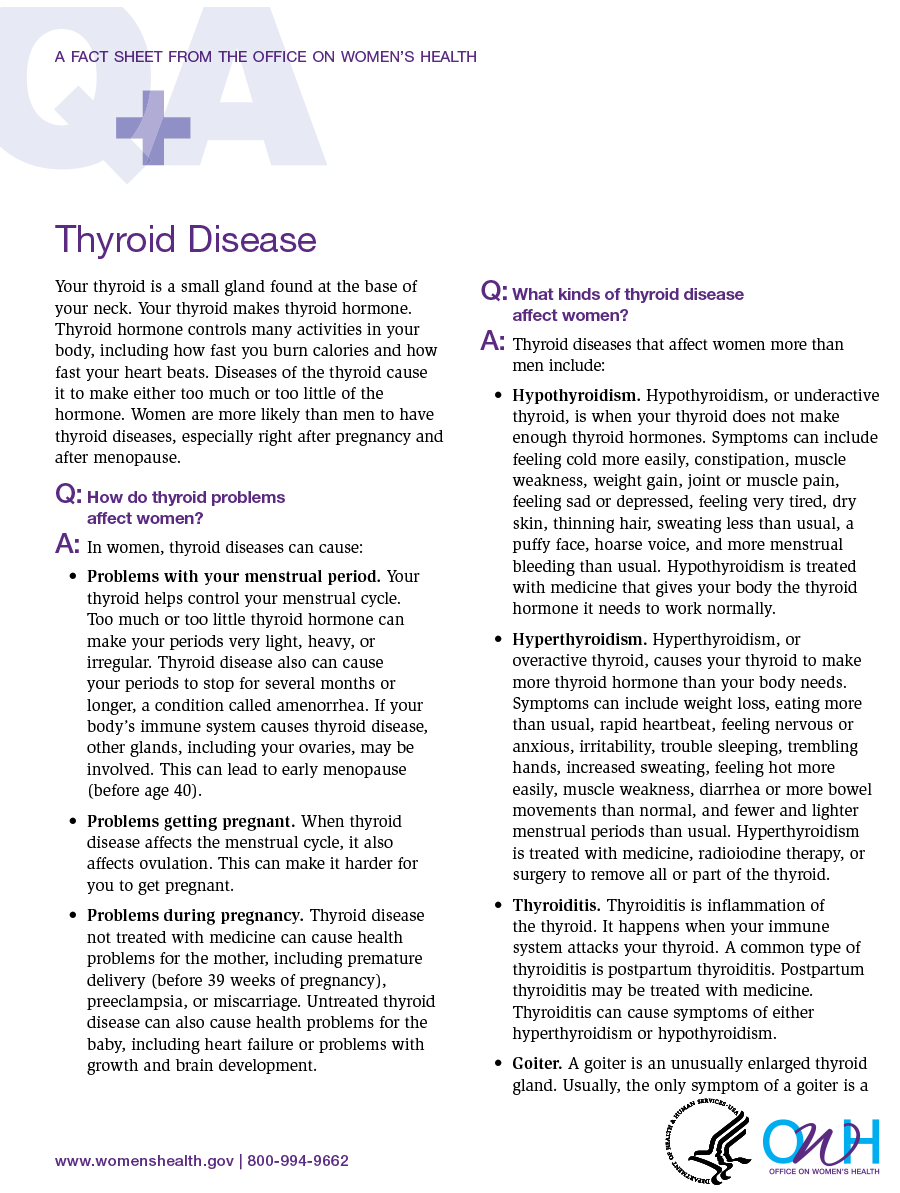 QA
A FACT SHEET FROM THE OFFICE ON WOMEN'S HEALTH
Thyroid Disease
Your thyroid is a small gland found at the base of
your neck. Your thyroid makes thyroid hormone.
Thyroid hormone controls many activities in your
body, including how fast you burn calories and how
fast your heart beats. Diseases of the thyroid cause
it to make either too much or too little of the
hormone. Women are more likely than men to have
thyroid diseases, especially right after pregnancy and
after menopause.
Q: How do thyroid problems
affect women?
A: In women, thyroid diseases can cause:
• Problems with your menstrual period. Your
thyroid helps control your menstrual cycle.
Too much or too little thyroid hormone can
make your periods very light, heavy, or
irregular. Thyroid disease also can cause
your periods to stop for several months or
longer, a condition called amenorrhea. If your
body's immune system causes thyroid disease,
other glands, including your ovaries, may be
involved. This can lead to early menopause
(before age 40).
• Problems getting pregnant. When thyroid
disease affects the menstrual cycle, it also
affects ovulation. This can make it harder for
you to get pregnant.
• Problems during pregnancy. Thyroid disease
not treated with medicine can cause health
problems for the mother, including premature
delivery (before 39 weeks of pregnancy),
preeclampsia, or miscarriage. Untreated thyroid
disease can also cause health problems for the
baby, including heart failure or problems with
growth and brain development.
Q: What kinds of thyroid disease
affect women?
A: Thyroid diseases that affect women more than
men include:
• Hypothyroidism. Hypothyroidism, or underactive
thyroid, is when your thyroid does not make
enough thyroid hormones. Symptoms can include
feeling cold more easily, constipation, muscle
weakness, weight gain, joint or muscle pain,
feeling sad or depressed, feeling very tired, dry
skin, thinning hair, sweating less than usual, a
puffy face, hoarse voice, and more menstrual
bleeding than usual. Hypothyroidism is treated
with medicine that gives your body the thyroid
hormone it needs to work normally.
• Hyperthyroidism. Hyperthyroidism, or
overactive thyroid, causes your thyroid to make
more thyroid hormone than your body needs.
Symptoms can include weight loss, eating more
than usual, rapid heartbeat, feeling nervous or
anxious, irritability, trouble sleeping, trembling
hands, increased sweating, feeling hot more
easily, muscle weakness, diarrhea or more bowel
movements than normal, and fewer and lighter
menstrual periods than usual. Hyperthyroidism
is treated with medicine, radioiodine therapy, or
surgery to remove all or part of the thyroid.
• Thyroiditis. Thyroiditis is inflammation of
the thyroid. It happens when your immune
system attacks your thyroid. A common type of
thyroiditis is postpartum thyroiditis. Postpartum
thyroiditis may be treated with medicine.
Thyroiditis can cause symptoms of either
hyperthyroidism or hypothyroidism.
• Goiter. A goiter is an unusually enlarged thyroid
gland. Usually, the only symptom of a goiter is a
www.womenshealth.gov | 800-994-9662
DEPARTMENT OF HEALTH & HUMAN SERVICES·USA
OWH
OFFICE ON WOMEN'S HEALTH